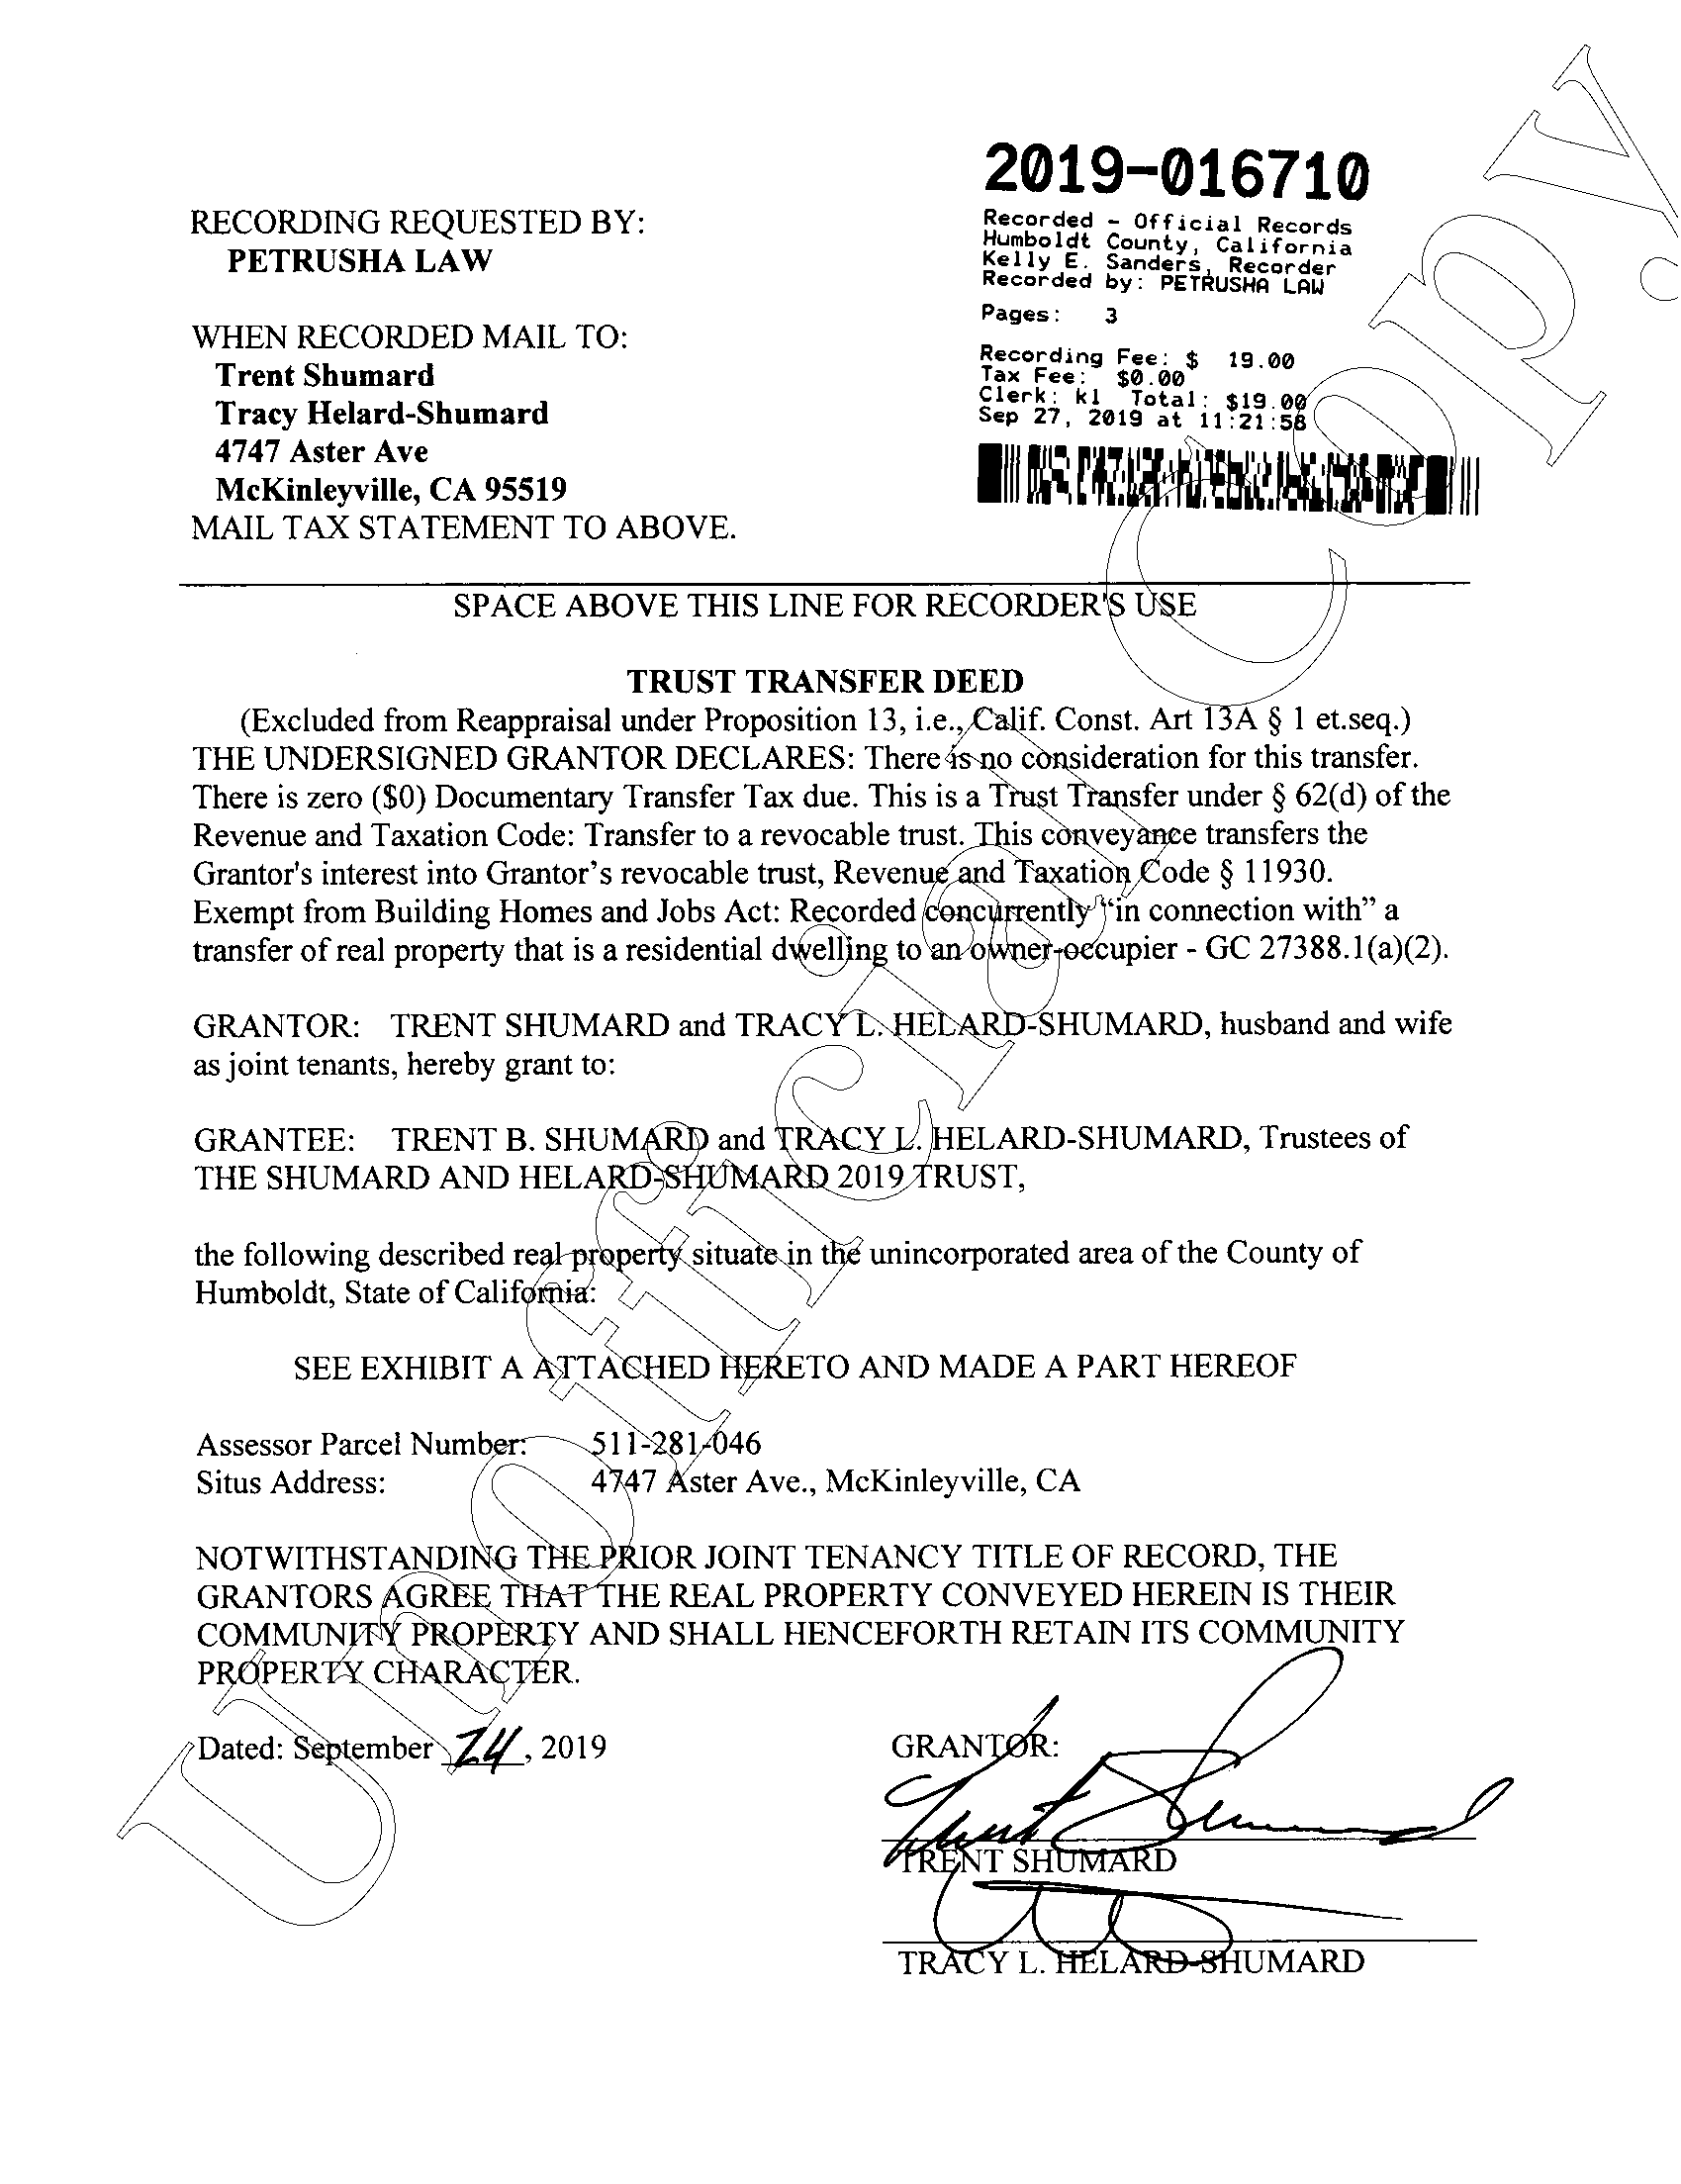 2019-016710
Recorded - Official Records
Humboldt County, California
Kelly E. Sanders, Recorder
Recorded by: PETRUSHA LAW
Pages: 3
Recording Fee: $ 19.00
Tax Fee: $0.00
Clerk: kl Total: $19.00
Sep 27, 2019 at 11:21:58
RECORDING REQUESTED BY:
PETRUSHA LAW
WHEN RECORDED MAIL TO:
Trent Shumard
Tracy Helard-Shumard
4747 Aster Ave
McKinleyville, CA 95519
MAIL TAX STATEMENT TO ABOVE.
SPACE ABOVE THIS LINE FOR RECORDER'S USE
TRUST TRANSFER DEED
(Excluded from Reappraisal under Proposition 13, i.e., Calif. Const. Art 13A § 1 et.seq.)
THE UNDERSIGNED GRANTOR DECLARES: There is no consideration for this transfer.
There is zero ($0) Documentary Transfer Tax due. This is a Trust Transfer under § 62(d) of the
Revenue and Taxation Code: Transfer to a revocable trust. This conveyance transfers the
Grantor's interest into Grantor’s revocable trust, Revenue and Taxation Code § 11930.
Exempt from Building Homes and Jobs Act: Recorded concurrently “in connection with” a
transfer of real property that is a residential dwelling to an owner-occupier - GC 27388.1(a)(2).
GRANTOR: TRENT SHUMARD and TRACY L. HELARD-SHUMARD, husband and wife
as joint tenants, hereby grant to:
GRANTEE: TRENT B. SHUMARD and TRACY L. HELARD-SHUMARD, Trustees of
THE SHUMARD AND HELARD-SHUMARD 2019 TRUST,
the following described real property situate in the unincorporated area of the County of
Humboldt, State of California:
SEE EXHIBIT A ATTACHED HERETO AND MADE A PART HEREOF
Assessor Parcel Number: 511-281-046
Situs Address: 4747 Aster Ave., McKinleyville, CA
NOTWITHSTANDING THE PRIOR JOINT TENANCY TITLE OF RECORD, THE
GRANTORS AGREE THAT THE REAL PROPERTY CONVEYED HEREIN IS THEIR
COMMUNITY PROPERTY AND SHALL HENCEFORTH RETAIN ITS COMMUNITY
PROPERTY CHARACTER.
Dated: September 24, 2019
GRANTOR:
Trent Shumard
TRENT SHUMARD
TRACY L. HELARD-SHUMARD
Unofficial Copy